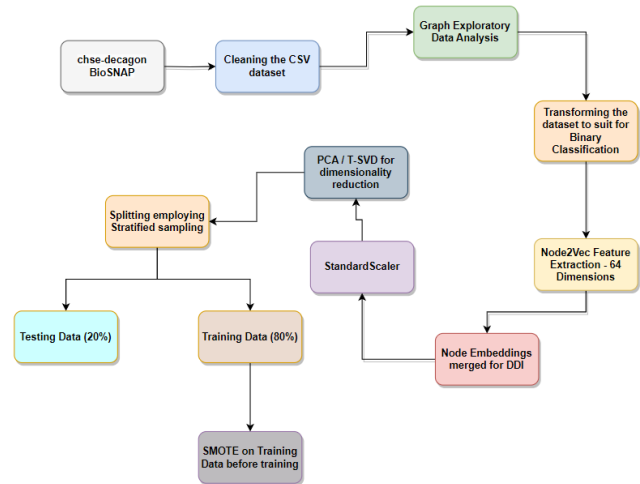 chse-decagon
BioSNAP
Cleaning the CSV
dataset
Graph Exploratory
Data Analysis
Transforming the
dataset to suit for
Binary
Classification
Node2Vec Feature
Extraction - 64
Dimensions
Node Embeddings
merged for DDI
StandardScaler
PCA / T-SVD for
dimensionality
reduction
Splitting employing
Stratified sampling
Testing Data (20%)
Training Data (80%)
SMOTE on Training
Data before training